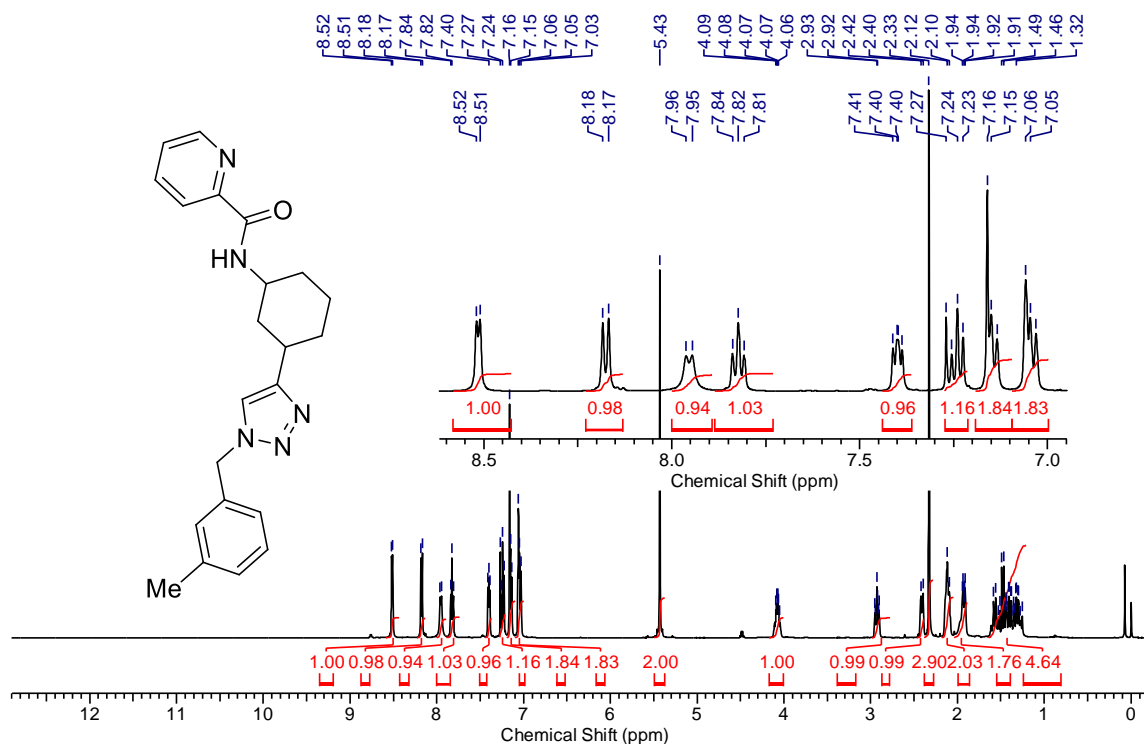 8.52 8.51 8.18 8.17 7.84 7.82 7.40 7.27 7.24 7.16 7.15 7.06 7.05 7.03 5.43 4.09 4.08 4.07 4.07 4.06 2.93 2.92 2.42 2.40 2.33 2.12 2.10 1.94 1.94 1.92 1.91 1.49 1.46 1.32
8.52 8.51 8.18 8.17 7.96 7.95 7.84 7.82 7.81 7.41 7.40 7.40 7.27 7.24 7.23 7.16 7.15 7.06 7.05
N
O
HN
N
N
N
Me
1.00 0.98 0.94 1.03 0.96 1.16 1.84 1.83
8.5 8.0 7.5 7.0
Chemical Shift (ppm)
1.00 0.98 0.94 1.03 0.96 1.16 1.84 1.83 2.00 1.00 0.99 0.99 2.90 2.03 1.76 4.64
12 11 10 9 8 7 6 5 4 3 2 1 0
Chemical Shift (ppm)